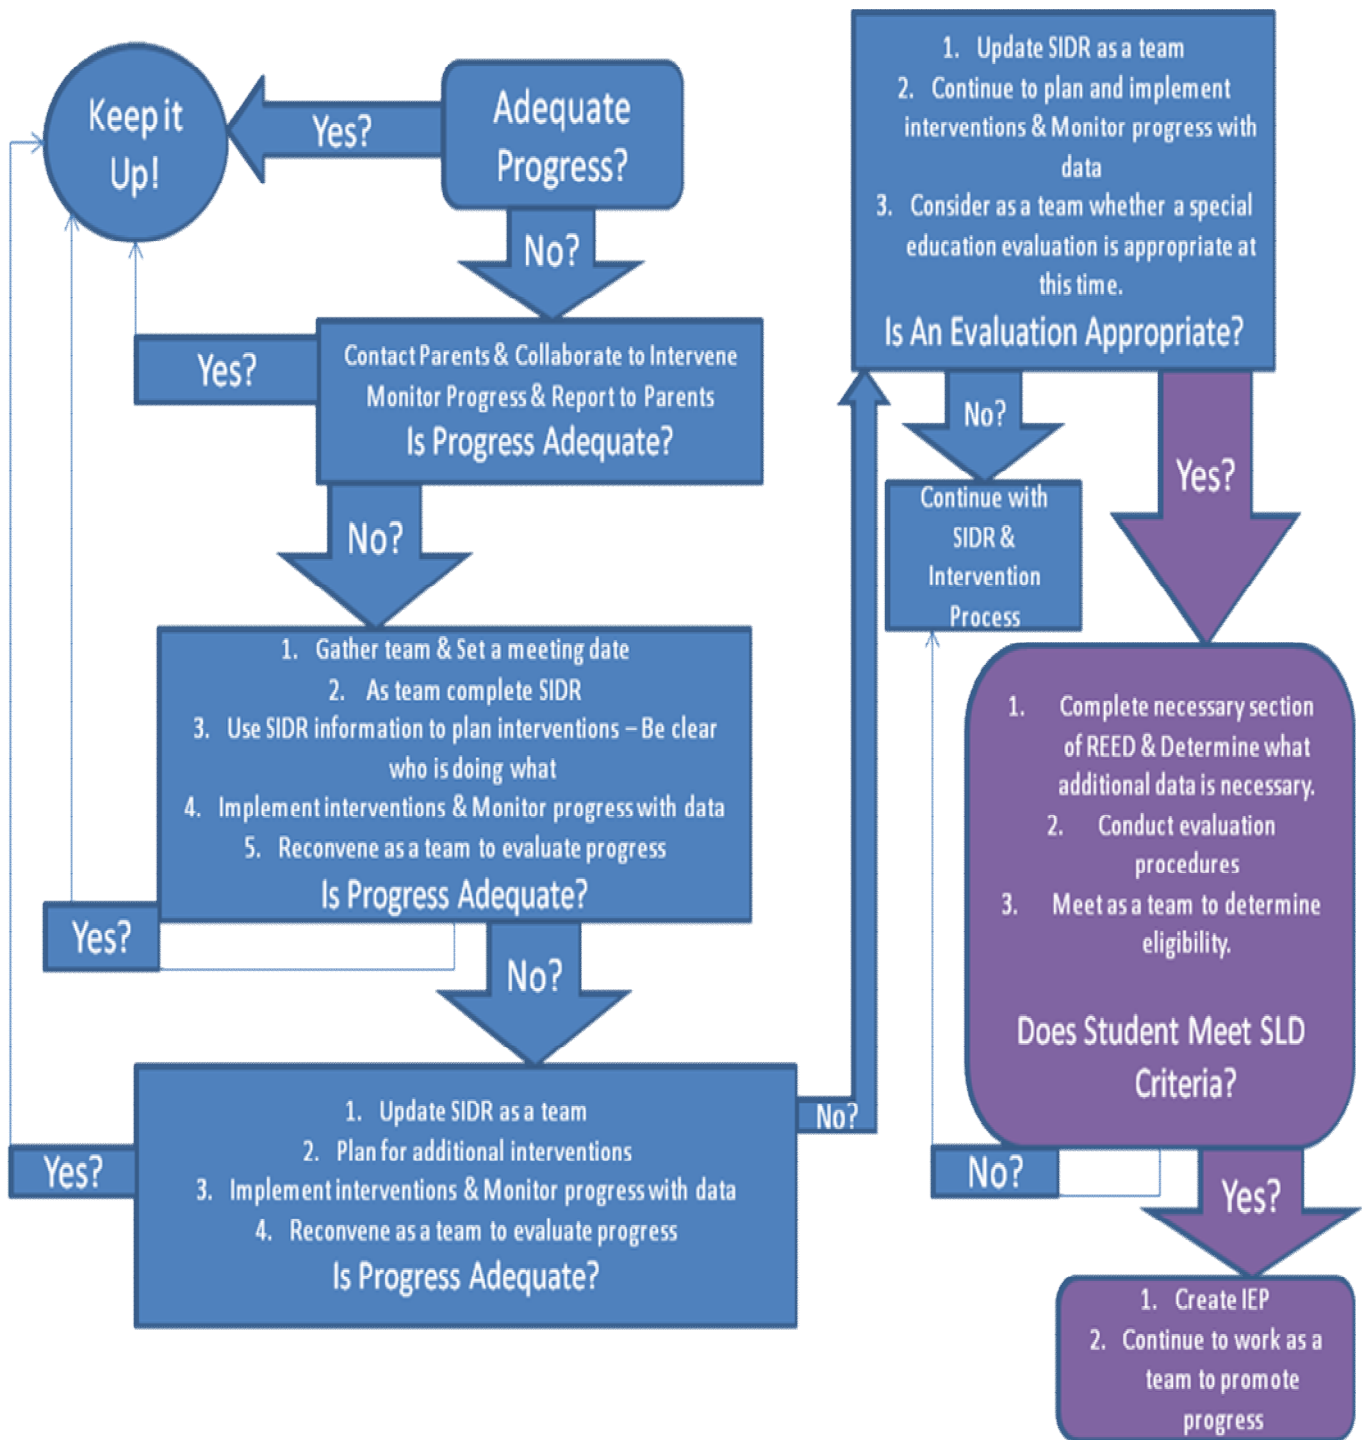 Keep it
Up!
Yes?
Adequate
Progress?
No?
Yes?
Contact Parents & Collaborate to Intervene
Monitor Progress & Report to Parents
Is Progress Adequate?
No?
1. Gather team & Set a meeting date
2. As team complete SIDR
3. Use SIDR information to plan interventions – Be clear
who is doing what
4. Implement interventions & Monitor progress with data
5. Reconvene as a team to evaluate progress
Is Progress Adequate?
Yes?
No?
1. Update SIDR as a team
2. Plan for additional interventions
3. Implement interventions & Monitor progress with data
4. Reconvene as a team to evaluate progress
Is Progress Adequate?
Yes?
No?
1. Update SIDR as a team
2. Continue to plan and implement
interventions & Monitor progress with
data
3. Consider as a team whether a special
education evaluation is appropriate at
this time.
Is An Evaluation Appropriate?
No?
Yes?
Continue with
SIDR &
Intervention
Process
1. Complete necessary section
of REED & Determine what
additional data is necessary.
2. Conduct evaluation
procedures
3. Meet as a team to determine
eligibility.
Does Student Meet SLD
Criteria?
No?
Yes?
1. Create IEP
2. Continue to work as a
team to promote
progress